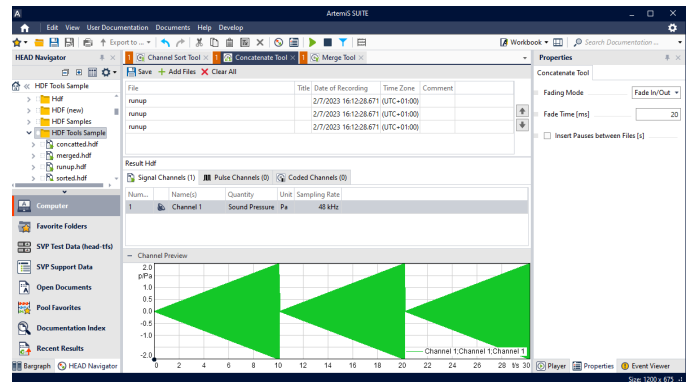 ArtemiS SUITE
Edit View User Documentation Documents Help Develop
Export to ... Workbook Search Documentation ...
HEAD Navigator
HDF Tools Sample
Hdf
HDF (new)
HDF Samples
HDF Tools Sample
concatted.hdf
merged.hdf
runup.hdf
sorted.hdf
Computer
Favorite Folders
SVP Test Data (head-tfs)
SVP Support Data
Open Documents
Pool Favorites
Documentation Index
Recent Results
Bargraph HEAD Navigator
1 Channel Sort Tool 1 Concatenate Tool 1 Merge Tool
Save Add Files Clear All
File Title Date of Recording Time Zone Comment
runup 2/7/2023 16:12:28.671 (UTC+01:00)
runup 2/7/2023 16:12:28.671 (UTC+01:00)
runup 2/7/2023 16:12:28.671 (UTC+01:00)
Result Hdf
Signal Channels (1) Pulse Channels (0) Coded Channels (0)
Num... Name(s) Quantity Unit Sampling Rate
1 Channel 1 Sound Pressure Pa 48 kHz
Channel Preview
2.0
p/Pa
1.0
0.5
0.0
-0.5
-1.0
-2.0
Channel 1;Channel 1;Channel 1
0 2 4 6 8 10 12 14 16 18 20 22 24 26 28 t/s 30
Properties
Concatenate Tool
Fading Mode Fade In/Out
Fade Time [ms] 20
Insert Pauses between Files [s]
Player Properties Event Viewer
Size: 1200 x 675